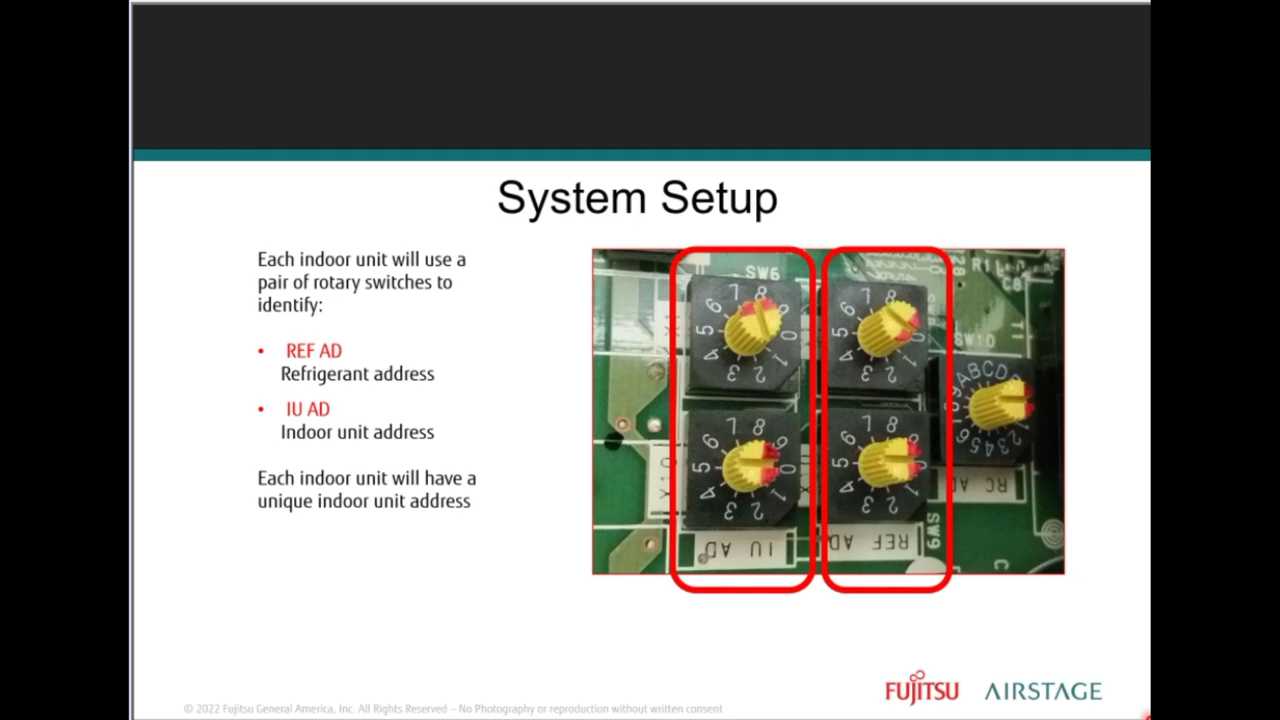 System Setup
Each indoor unit will use a
pair of rotary switches to
identify:
• REF AD
Refrigerant address
• IU AD
Indoor unit address
Each indoor unit will have a
unique indoor unit address
SW6
SW10
SW9
IU AD
REF AD
RC AD
FUJITSU AIRSTAGE
© 2022 Fujitsu General America, Inc. All Rights Reserved – No Photography or reproduction without written consent